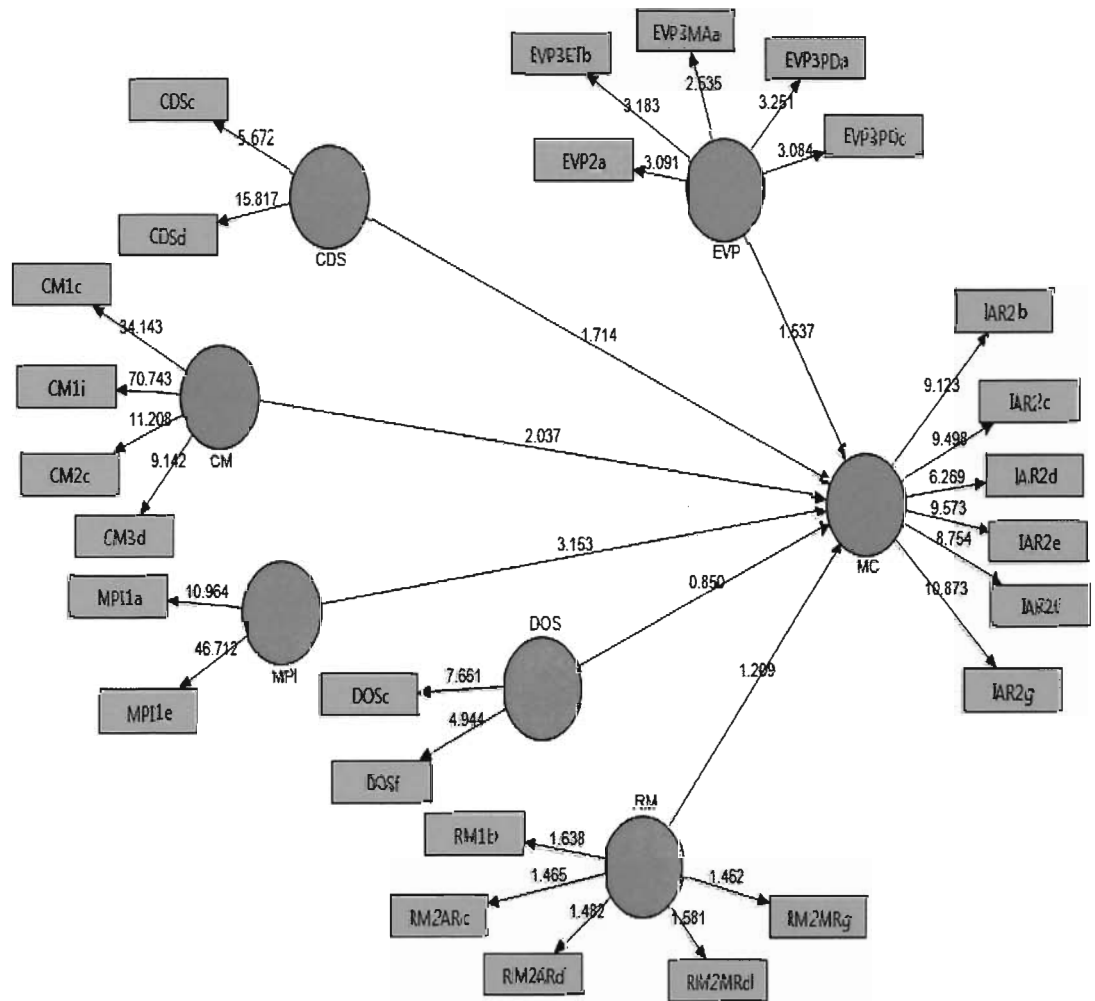 EVP3MAa
EVP3ETb
EVP3PDa
2.535
3.183
3.251
CDSc
EVP3PDc
5.672
EVP2a
3.091
3.084
15.817
CDSd
CDS
EVP
CM1c
34.143
IAR2b
1.714
1.537
CM1i
70.743
9.123
IAR2c
11.208
2.037
9.498
CM2c
9.142
CM
6.269
IAR2d
CM3d
9.573
IAR2e
3.153
8.754
MC
MPI1a
10.964
0.850
10.873
IAR2f
DOS
46.712
MPI
1.209
DOSc
7.661
IAR2g
MPI1e
4.944
DOSf
RM
RM1b
1.638
1.465
1.462
RM2ARc
1.482
1.581
RM2MRg
RM2ARd
RM2MRd